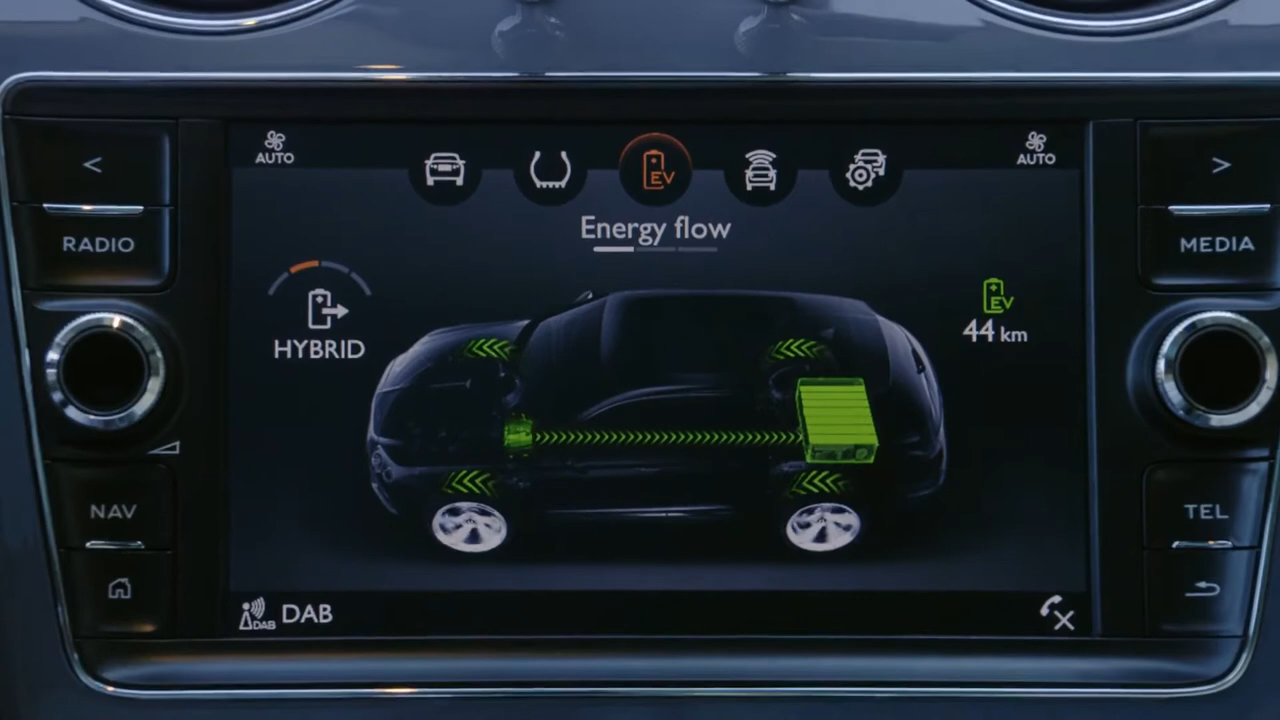 AUTO
AUTO
<
>
EV
RADIO
Energy flow
MEDIA
EV
HYBRID
44 km
NAV
TEL
DAB DAB